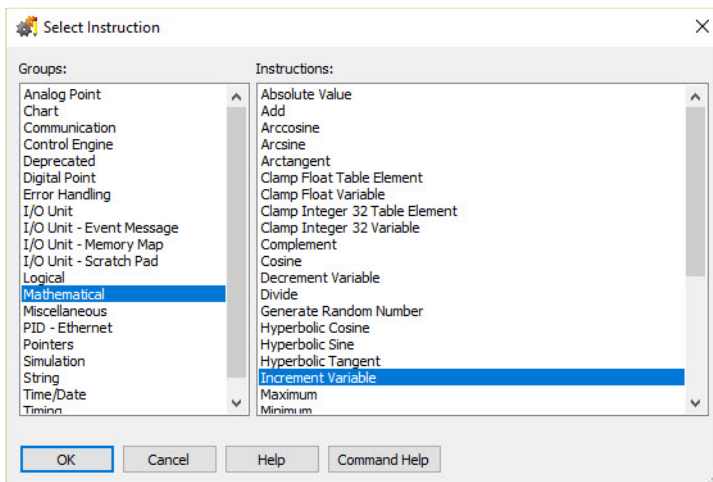 Select Instruction
Groups:
Analog Point
Chart
Communication
Control Engine
Deprecated
Digital Point
Error Handling
I/O Unit
I/O Unit - Event Message
I/O Unit - Memory Map
I/O Unit - Scratch Pad
Logical
Mathematical
Miscellaneous
PID - Ethernet
Pointers
Simulation
String
Time/Date
Timing
Instructions:
Absolute Value
Add
Arccosine
Arcsine
Arctangent
Clamp Float Table Element
Clamp Float Variable
Clamp Integer 32 Table Element
Clamp Integer 32 Variable
Complement
Cosine
Decrement Variable
Divide
Generate Random Number
Hyperbolic Cosine
Hyperbolic Sine
Hyperbolic Tangent
Increment Variable
Maximum
Minimum
OK Cancel Help Command Help